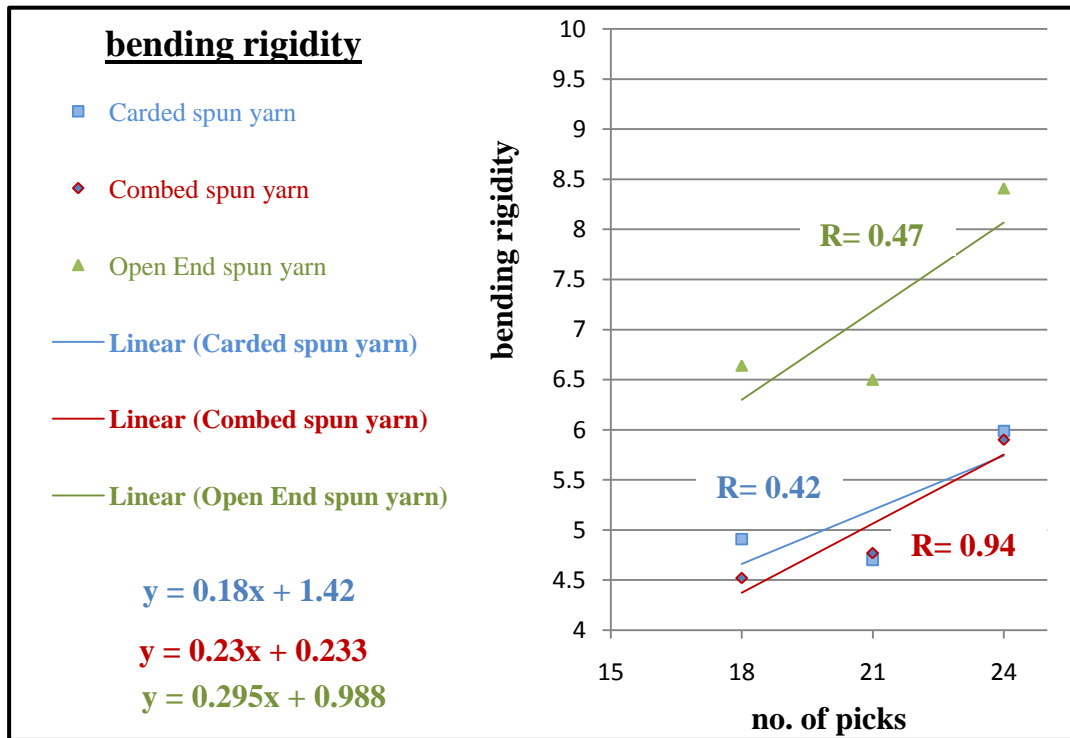 bending rigidity
Carded spun yarn
Combed spun yarn
Open End spun yarn
Linear (Carded spun yarn)
Linear (Combed spun yarn)
Linear (Open End spun yarn)
y = 0.18x + 1.42
y = 0.23x + 0.233
y = 0.295x + 0.988
bending rigidity
10
9.5
9
8.5
8
7.5
7
6.5
6
5.5
5
4.5
4
R= 0.47
R= 0.42
R= 0.94
15 18 21 24
no. of picks